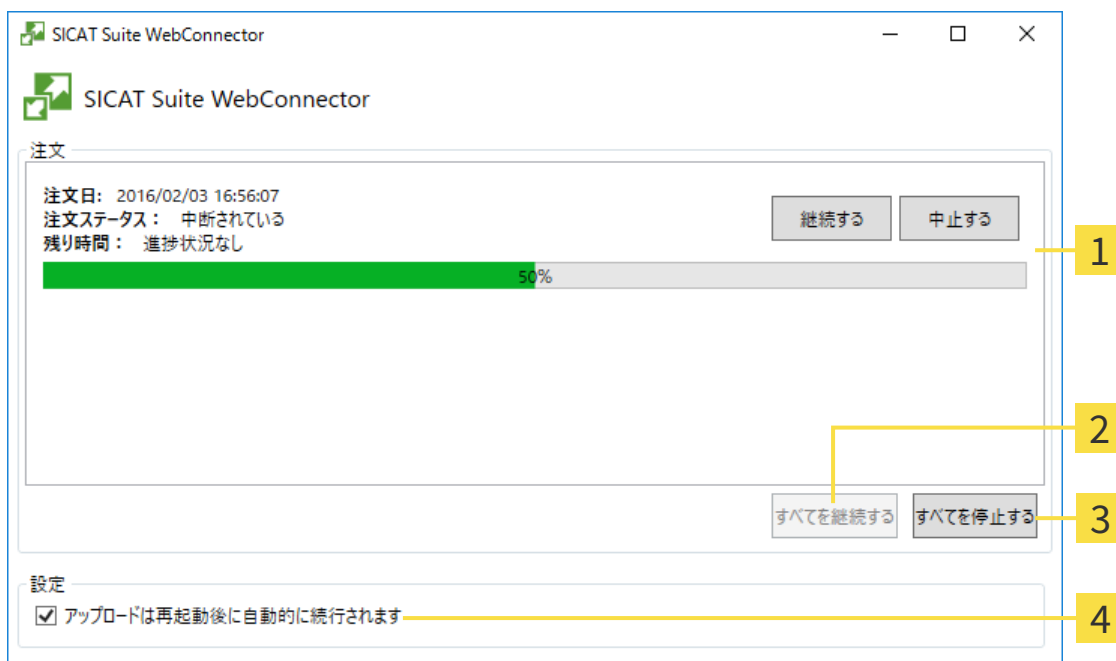 SICAT Suite WebConnector
SICAT Suite WebConnector
注文
注文日: 2016/02/03 16:56:07
注文ステータス： 中断されている
残り時間： 進捗状況なし
継続する 中止する
1
50%
2
すべてを継続する すべてを停止する
3
設定
アップロードは再起動後に自動的に続行されます
4